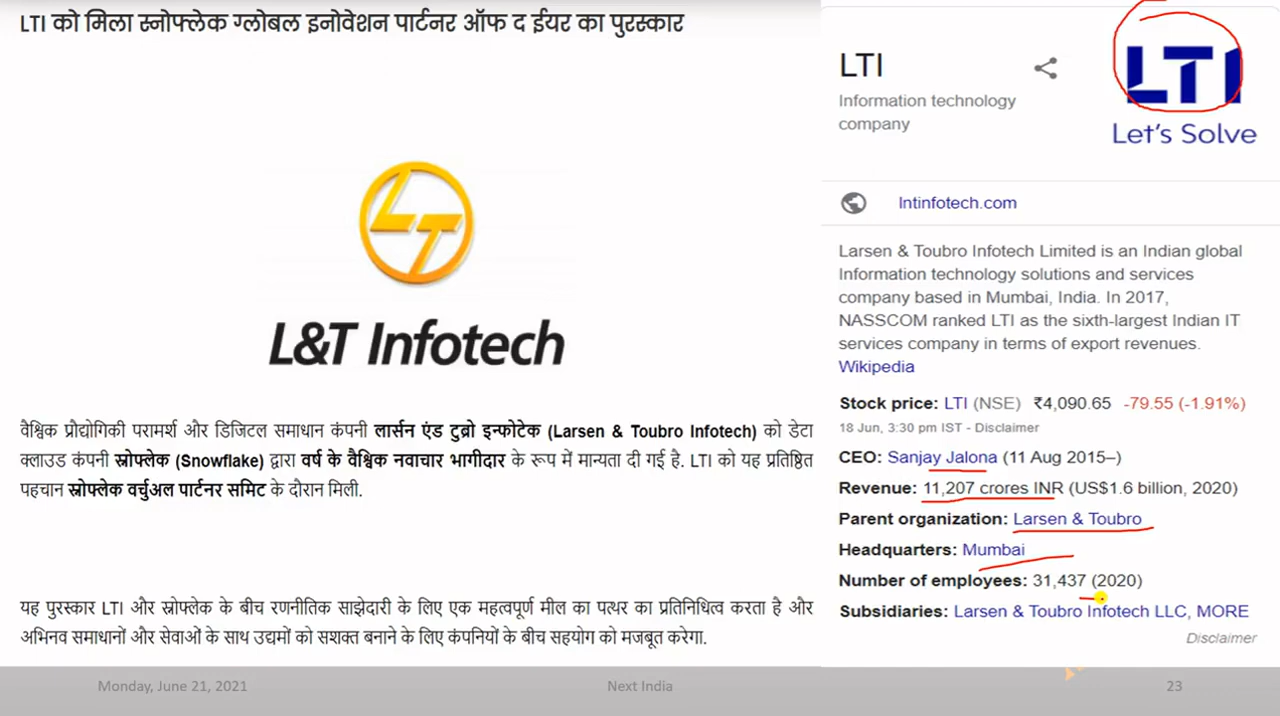 LTI को मिला स्नोफ्लेक ग्लोबल इनोवेशन पार्टनर ऑफ द ईयर का पुरस्कार
L&T Infotech
वैश्विक प्रौद्योगिकी परामर्श और डिजिटल समाधान कंपनी लार्सन एंड टुब्रो इन्फोटेक (Larsen & Toubro Infotech) को डेटा
क्लाउड कंपनी स्नोफ्लेक (Snowflake) द्वारा वर्ष के वैश्विक नवाचार भागीदार के रूप में मान्यता दी गई है. LTI को यह प्रतिष्ठित
पहचान स्नोफ्लेक वर्चुअल पार्टनर समिट के दौरान मिली.
यह पुरस्कार LTI और स्नोफ्लेक के बीच रणनीतिक साझेदारी के लिए एक महत्वपूर्ण मील का पत्थर का प्रतिनिधित्व करता है और
अभिनव समाधानों और सेवाओं के साथ उद्यमों को सशक्त बनाने के लिए कंपनियों के बीच सहयोग को मजबूत करेगा.
LTI
Information technology
company
LTI
Let's Solve
lntinfotech.com
Larsen & Toubro Infotech Limited is an Indian global
Information technology solutions and services
company based in Mumbai, India. In 2017,
NASSCOM ranked LTI as the sixth-largest Indian IT
services company in terms of export revenues.
Wikipedia
Stock price: LTI (NSE) ₹4,090.65 -79.55 (-1.91%)
18 Jun, 3:30 pm IST - Disclaimer
CEO: Sanjay Jalona (11 Aug 2015–)
Revenue: 11,207 crores INR (US$1.6 billion, 2020)
Parent organization: Larsen & Toubro
Headquarters: Mumbai
Number of employees: 31,437 (2020)
Subsidiaries: Larsen & Toubro Infotech LLC, MORE
Disclaimer
Monday, June 21, 2021
Next India
23